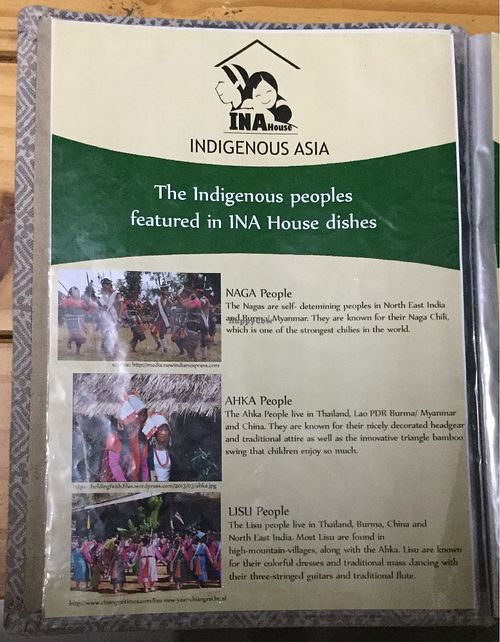 INA House
INDIGENOUS ASIA
The Indigenous peoples
featured in INA House dishes
NAGA People
The Nagas are self- detemining peoples in North East India
and Burma/ Myanmar. They are known for their Naga Chili,
which is one of the strongest chilies in the world.
source: http://media.newindianexpress.com
AHKA People
The Ahka People live in Thailand, Lao PDR Burma/ Myanmar
and China. They are known for their nicely decorated headgear
and traditional attire as well as the innovative triangle bamboo
swing that children enjoy so much.
LISU People
The Lisu people live in Thailand, Burma, China and
North East India. Most Lisu are found in
high-mountain-villages, along with the Ahka. Lisu are known
for their colorful dresses and traditional mass dancing with
their three-stringed guitars and traditional flute.